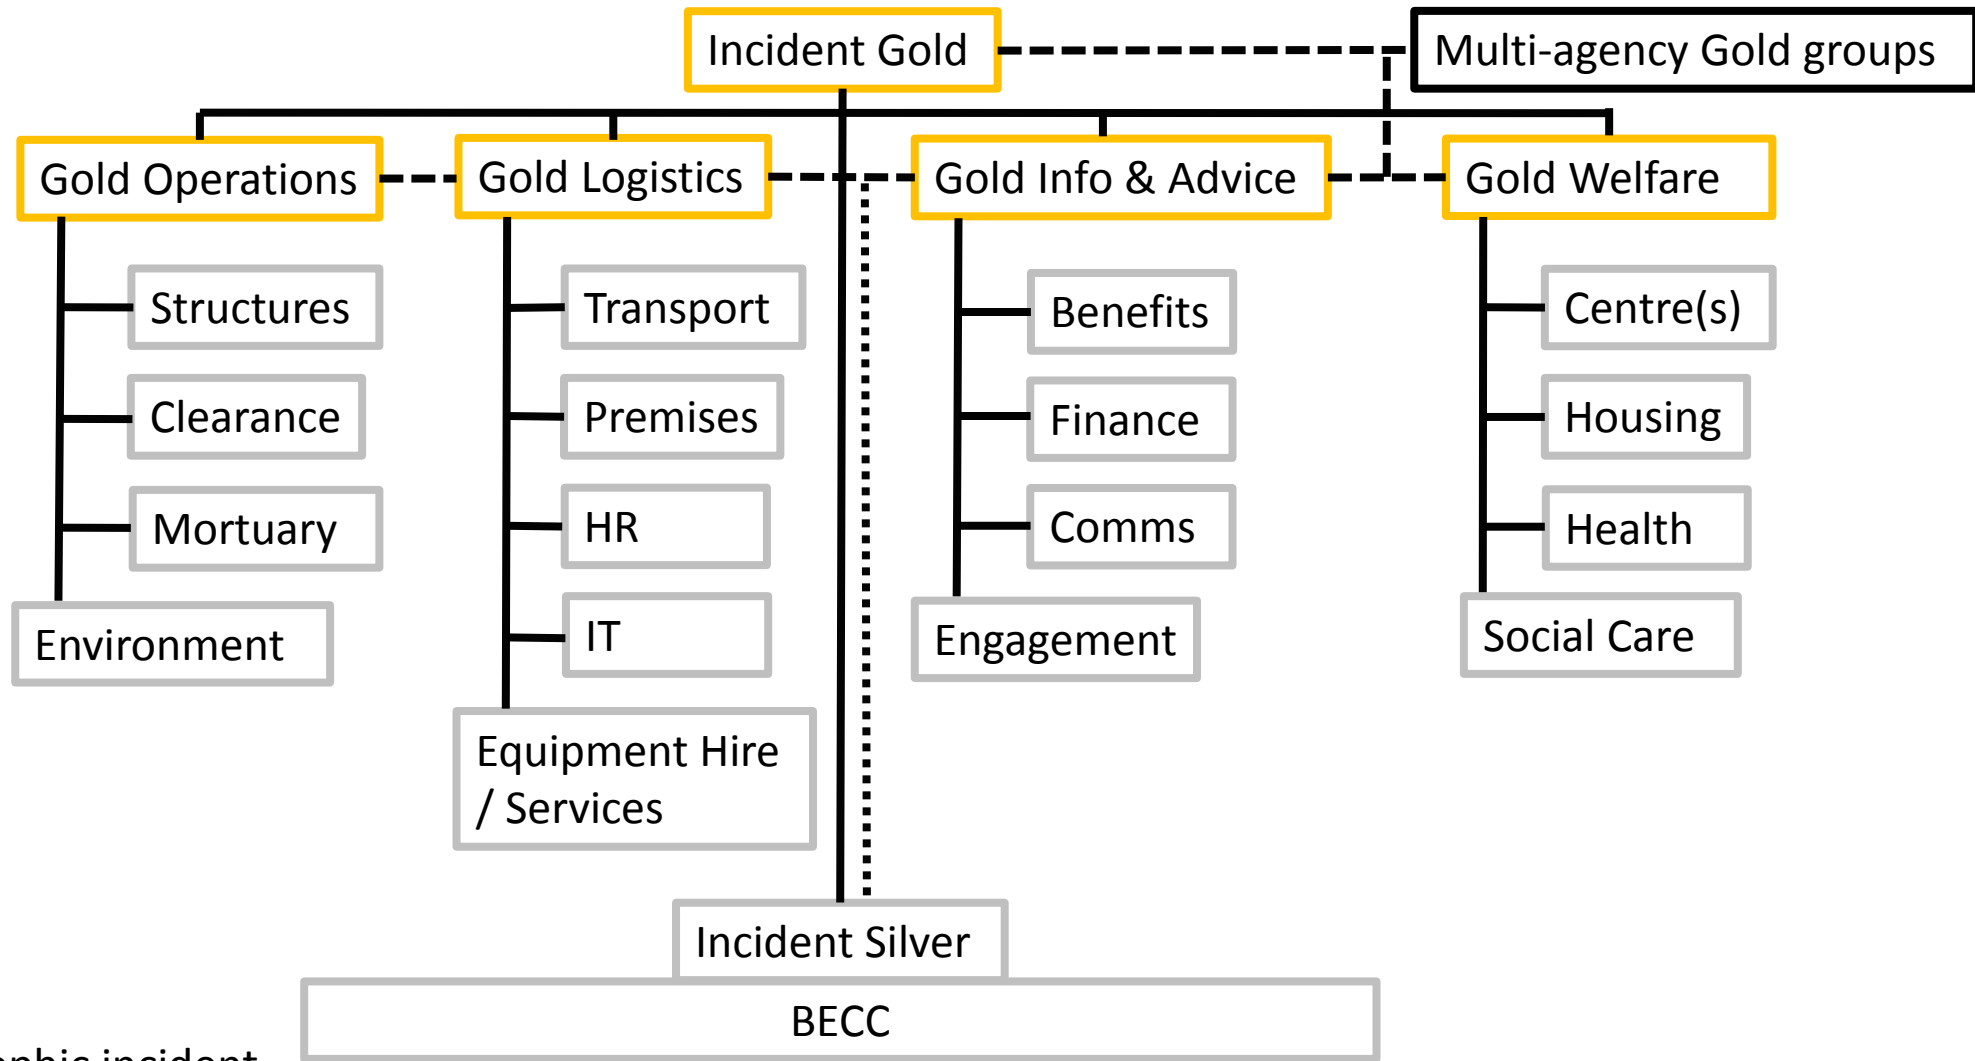 Incident Gold
Multi-agency Gold groups
Gold Operations
Gold Logistics
Gold Info & Advice
Gold Welfare
Structures
Transport
Benefits
Centre(s)
Clearance
Premises
Finance
Housing
Mortuary
HR
Comms
Health
Environment
IT
Engagement
Social Care
Equipment Hire
/ Services
Incident Silver
BECC
incident